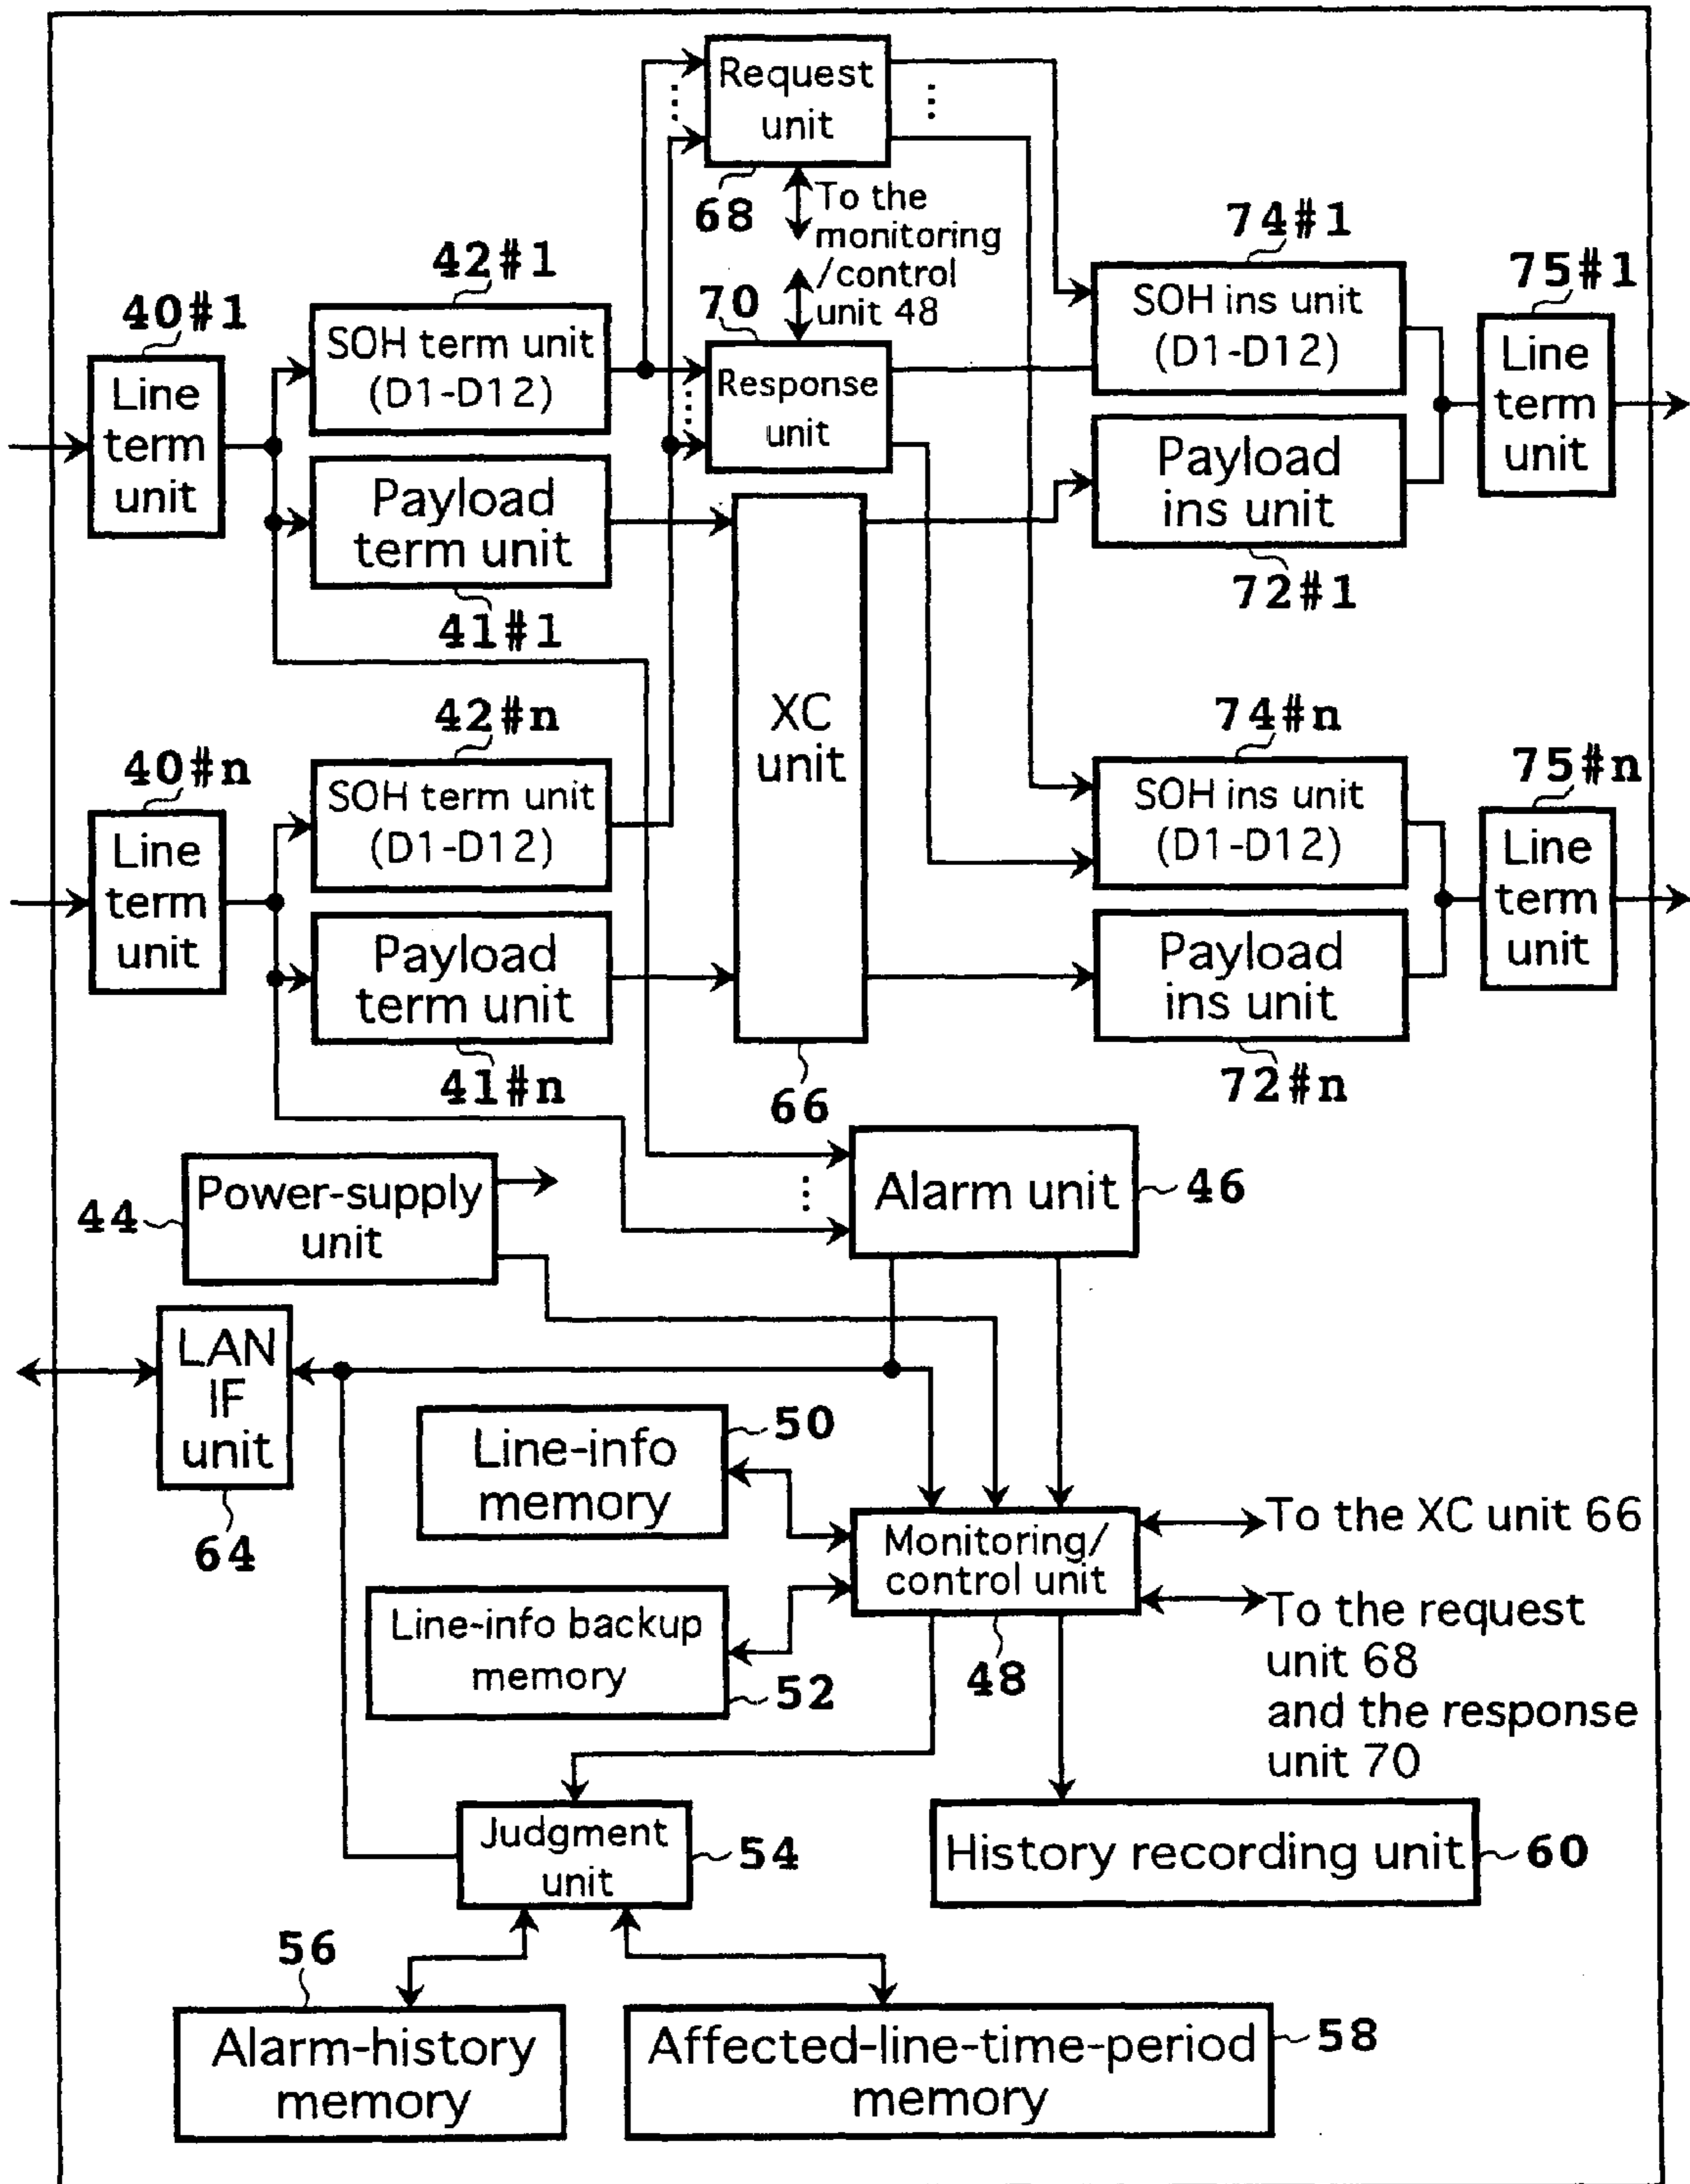 Request
unit
68
To the
monitoring
/control
unit 48
70
Response
unit
42#1
SOH term unit
(D1-D12)
40#1
Line
term
unit
Payload
term unit
41#1
74#1
SOH ins unit
(D1-D12)
75#1
Line
term
unit
Payload
ins unit
72#1
XC
unit
66
42#n
SOH term unit
(D1-D12)
40#n
Line
term
unit
Payload
term unit
41#n
74#n
SOH ins unit
(D1-D12)
75#n
Line
term
unit
Payload
ins unit
72#n
44
Power-supply
unit
Alarm unit
46
LAN
IF
unit
64
50
Line-info
memory
Line-info backup
memory
52
Monitoring/
control unit
48
To the XC unit 66
To the request
unit 68
and the response
unit 70
Judgment
unit
54
History recording unit
60
56
Alarm-history
memory
Affected-line-time-period
memory
58